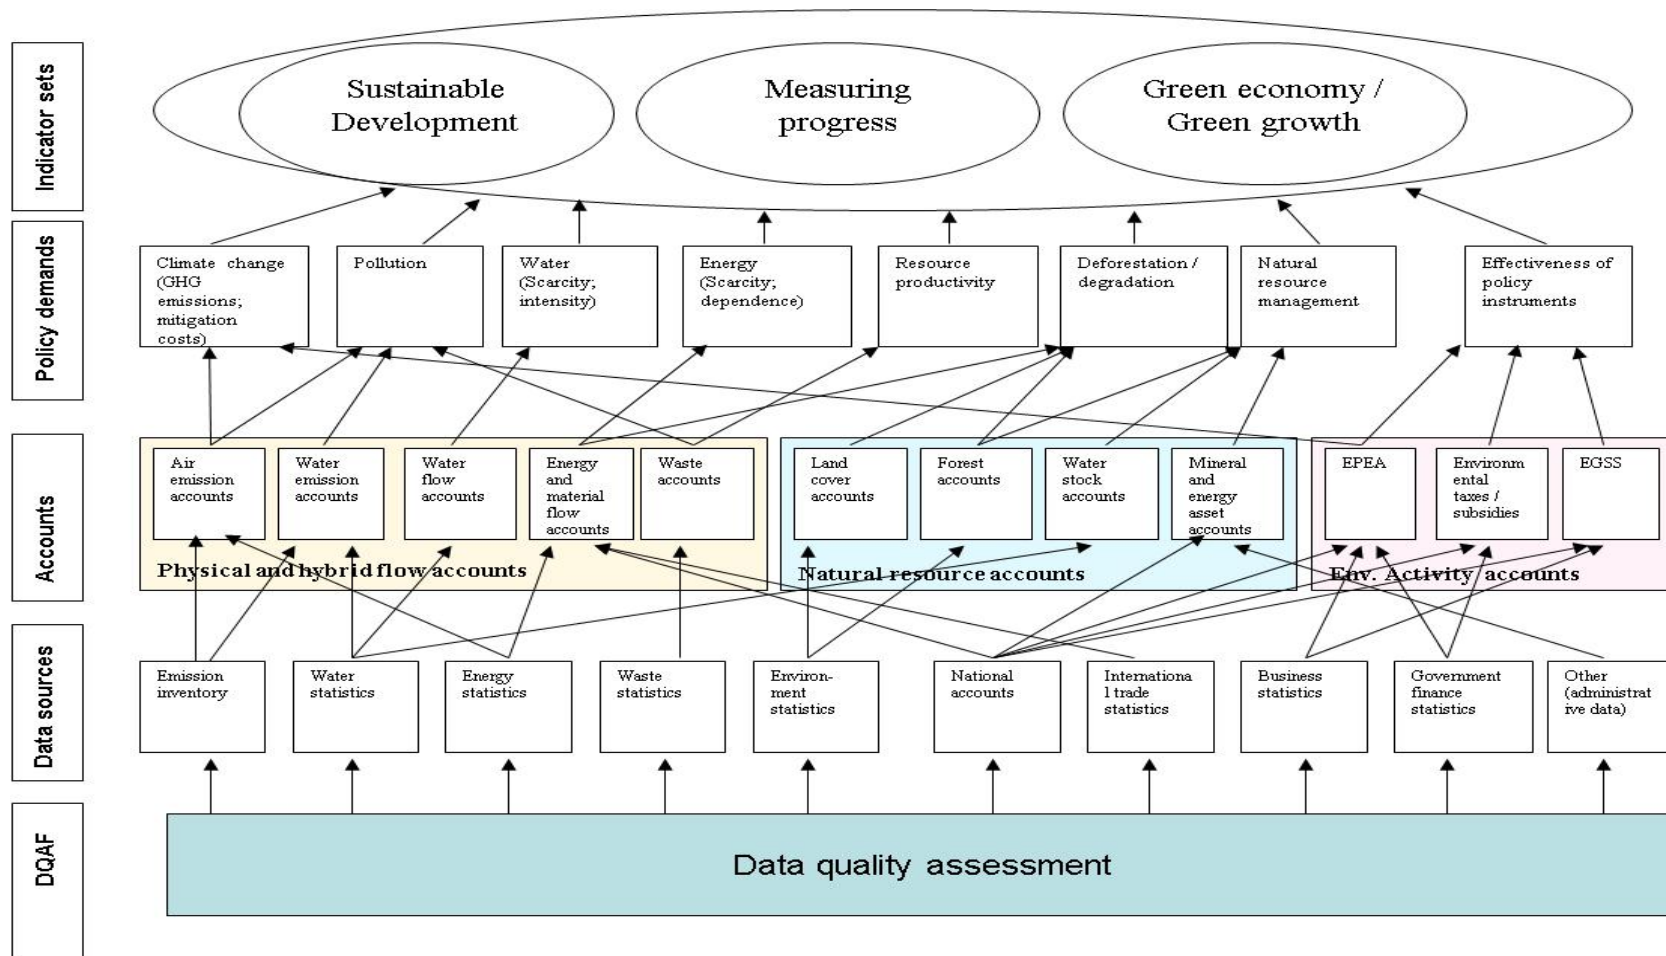 Indicator sets
Sustainable
Development
Measuring
progress
Green economy /
Green growth
Policy demands
Climate change
(GHG
emissions;
mitigation
costs)
Pollution
Water
(Scarcity;
intensity)
Energy
(Scarcity;
dependence)
Resource
productivity
Deforestation /
degradation
Natural
resource
management
Effectiveness of
policy
instruments
Accounts
Air
emission
accounts
Water
emission
accounts
Water
flow
accounts
Energy
and
material
flow
accounts
Waste
accounts
Physical and hybrid flow accounts
Land
cover
accounts
Forest
accounts
Water
stock
accounts
Mineral
and
energy
asset
accounts
Natural resource accounts
EPEA
Environm
ental
taxes /
subsidies
EGSS
Env. Activity accounts
Data sources
Emission
inventory
Water
statistics
Energy
statistics
Waste
statistics
Environ-
ment
statistics
National
accounts
Internationa
l trade
statistics
Business
statistics
Government
finance
statistics
Other
(administrat
ive data)
DQAF
Data quality assessment